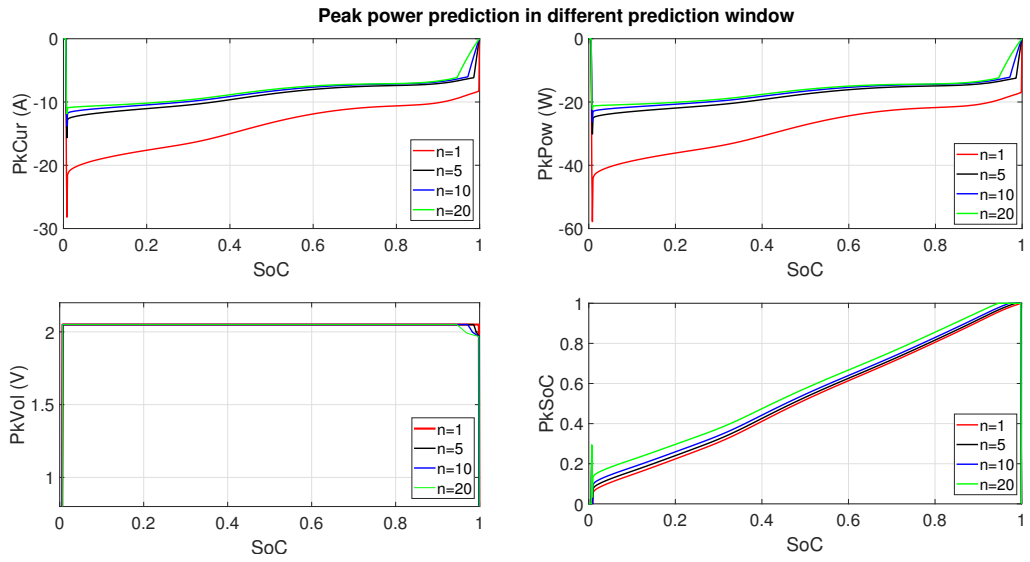 Peak power prediction in different prediction window
0
-10
-20
-30
PkCur (A)
0 0.2 0.4 0.6 0.8 1
SoC
n=1
n=5
n=10
n=20
0
-20
-40
-60
PkPow (W)
0 0.2 0.4 0.6 0.8 1
SoC
n=1
n=5
n=10
n=20
2
1.5
1
PkVol (V)
0 0.2 0.4 0.6 0.8 1
SoC
n=1
n=5
n=10
n=20
1
0.8
0.6
0.4
0.2
0
PkSoC
0 0.2 0.4 0.6 0.8 1
SoC
n=1
n=5
n=10
n=20